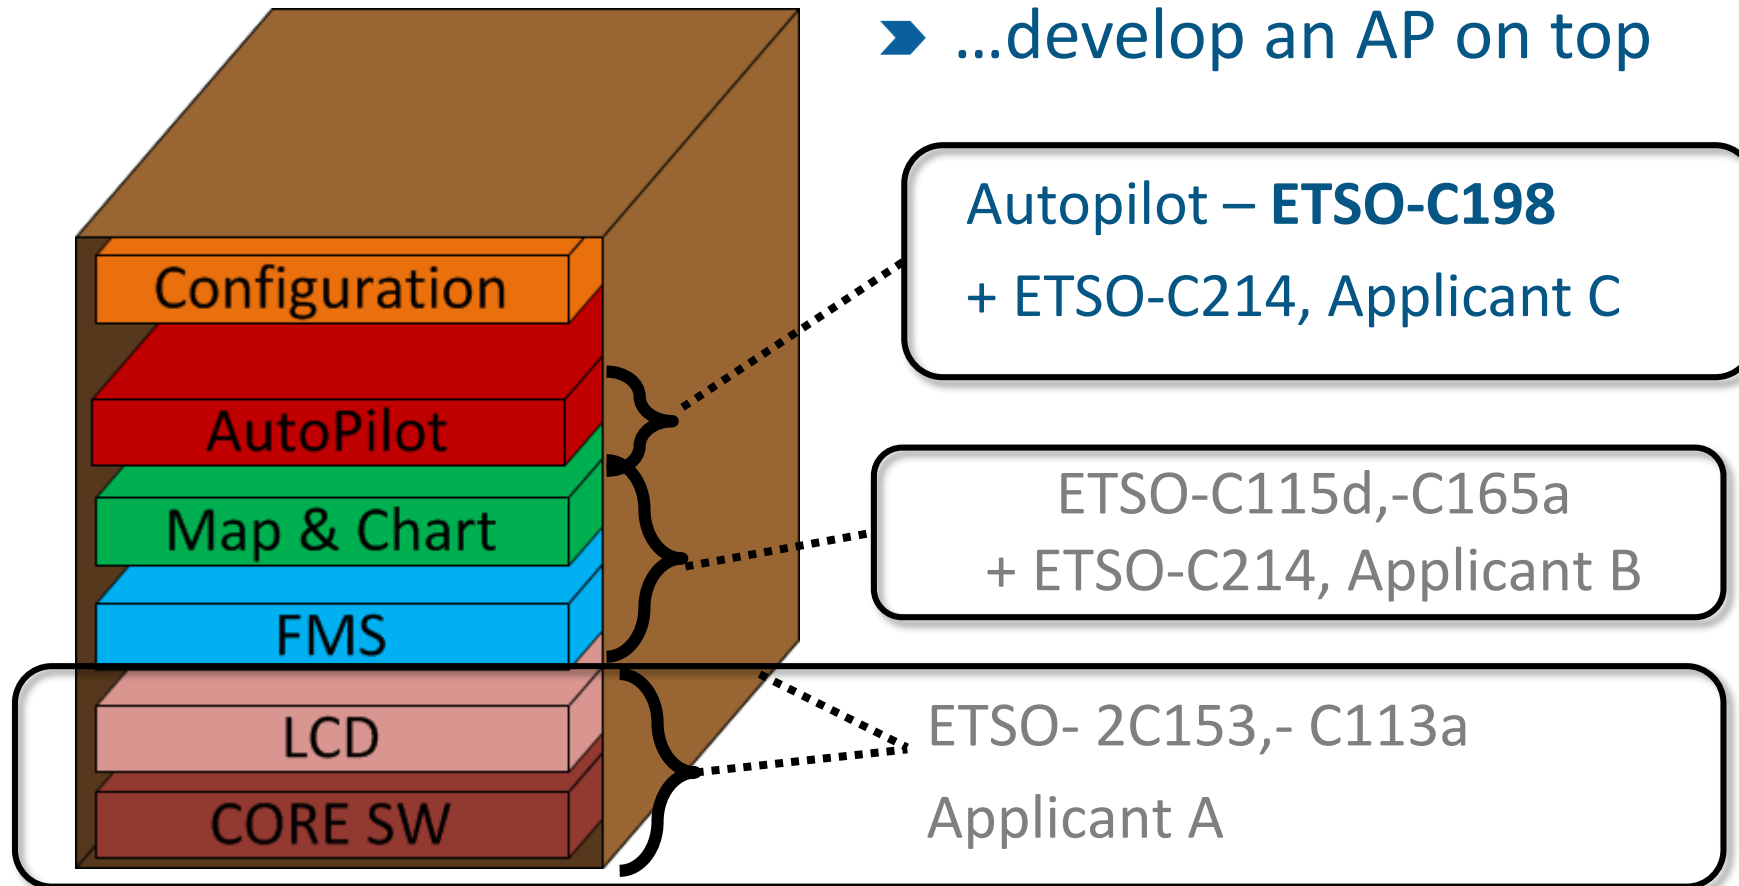 ...develop an AP on top
Configuration
AutoPilot
Map & Chart
FMS
LCD
CORE SW
Autopilot – ETSO-C198
+ ETSO-C214, Applicant C
ETSO-C115d,-C165a
+ ETSO-C214, Applicant B
ETSO- 2C153,- C113a
Applicant A